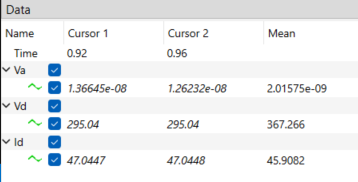 Data
Name Cursor 1 Cursor 2 Mean
Time 0.92 0.96
Va
1.36645e-08 1.26232e-08 2.01575e-09
Vd
295.04 295.04 367.266
Id
47.0447 47.0448 45.9082